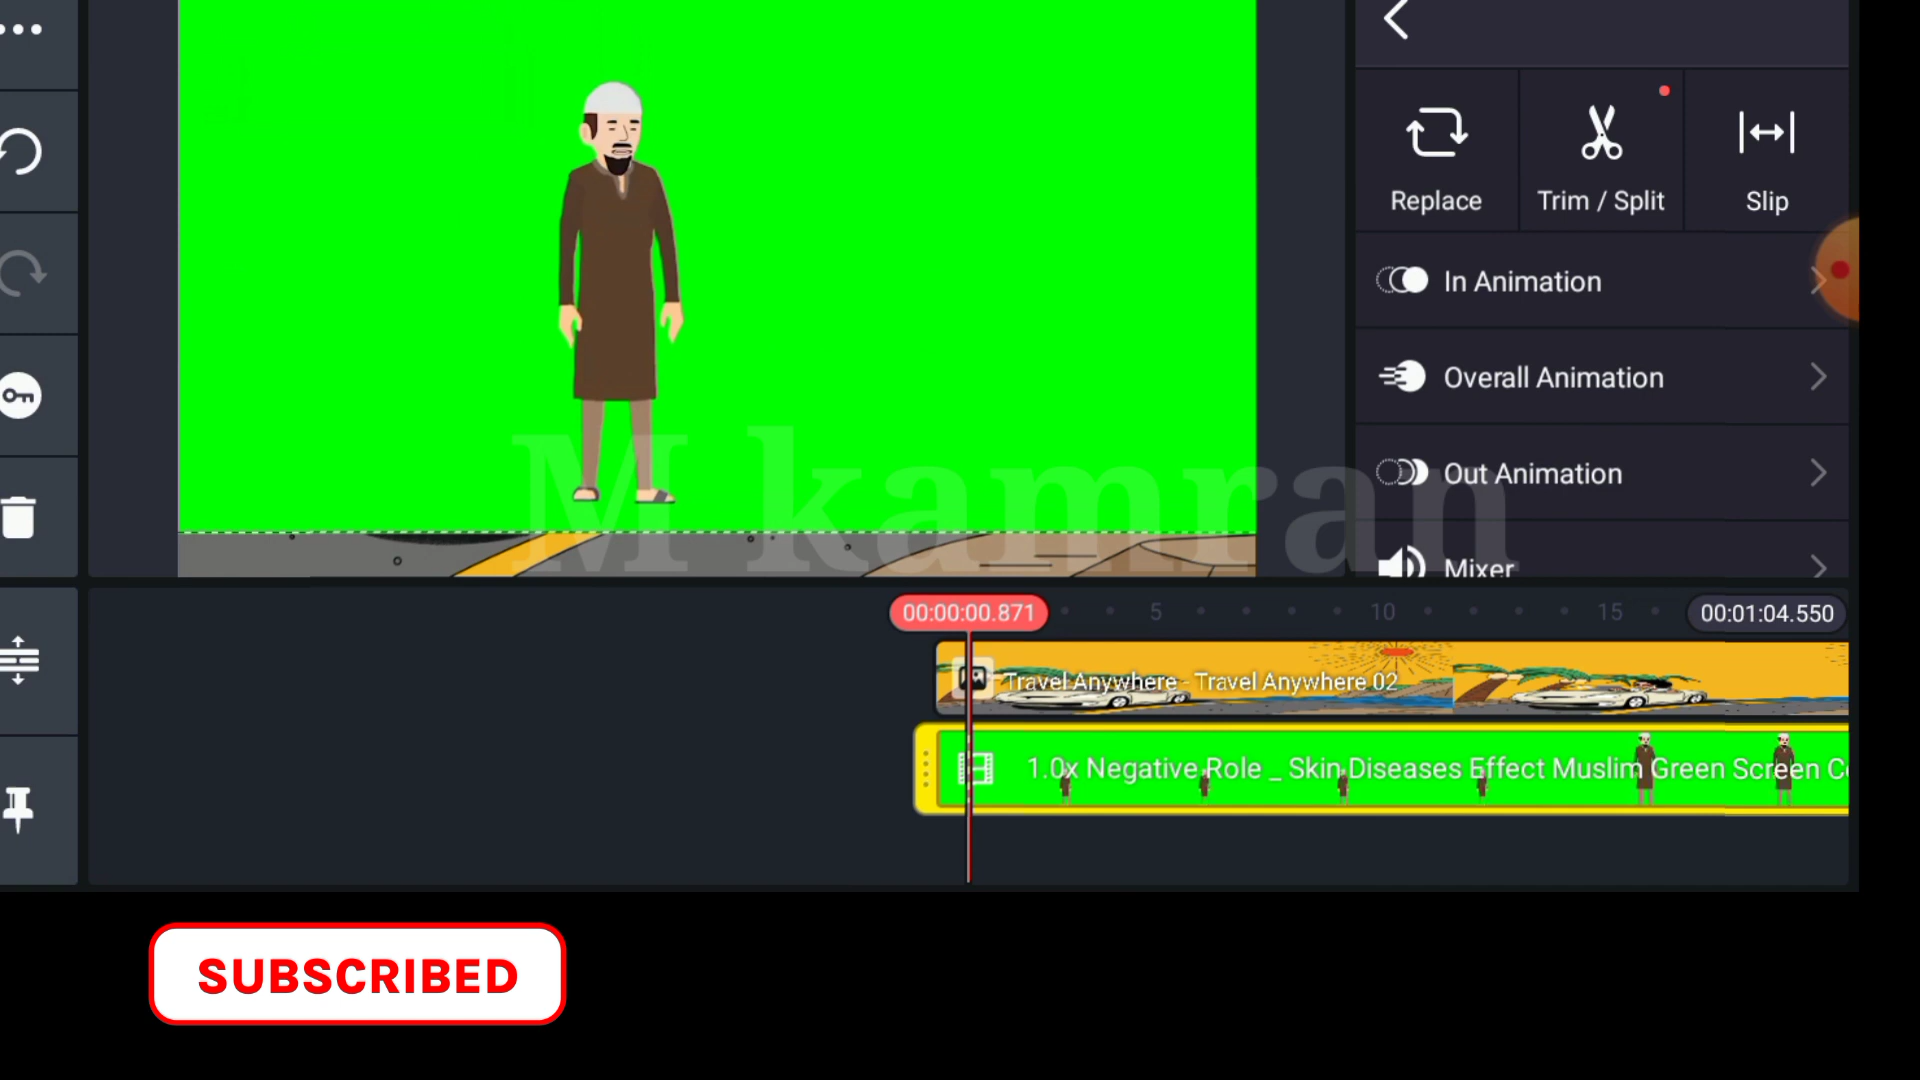 Replace
Trim / Split
Slip
In Animation
Overall Animation
Out Animation
Mixer
M kamran
00:00:00.871
5
10
15
00:01:04.550
Travel Anywhere - Travel Anywhere 02
1.0x Negative Role _ Skin Diseases Effect Muslim Green Screen C
SUBSCRIBED